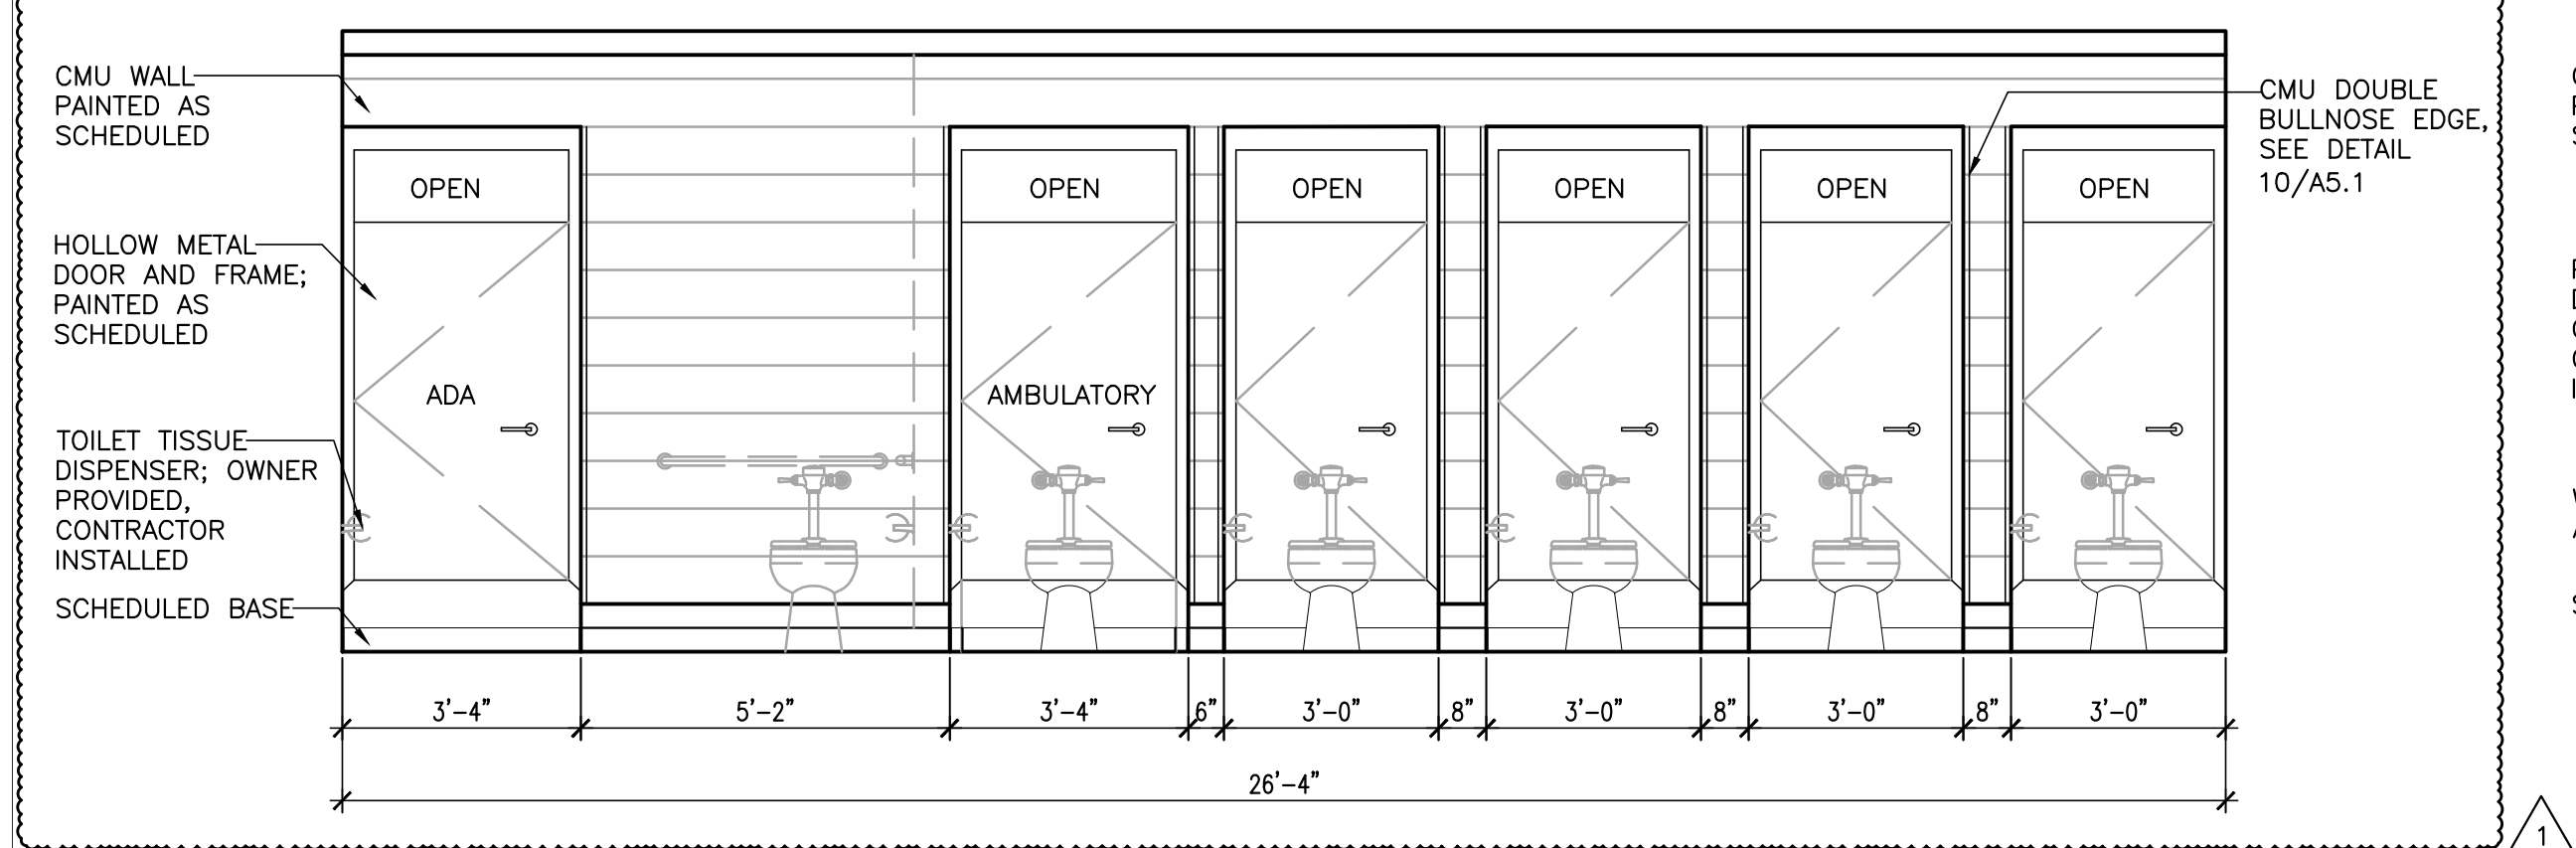 CMU WALL
PAINTED AS
SCHEDULED
HOLLOW METAL
DOOR AND FRAME;
PAINTED AS
SCHEDULED
TOILET TISSUE
DISPENSER; OWNER
PROVIDED,
CONTRACTOR
INSTALLED
SCHEDULED BASE
OPEN OPEN OPEN OPEN OPEN OPEN
ADA AMBULATORY
CMU DOUBLE
BULLNOSE EDGE,
SEE DETAIL
10/A5.1
3'-4" 5'-2" 3'-4" 6" 3'-0" 8" 3'-0" 8" 3'-0" 8" 3'-0"
26'-4"
1